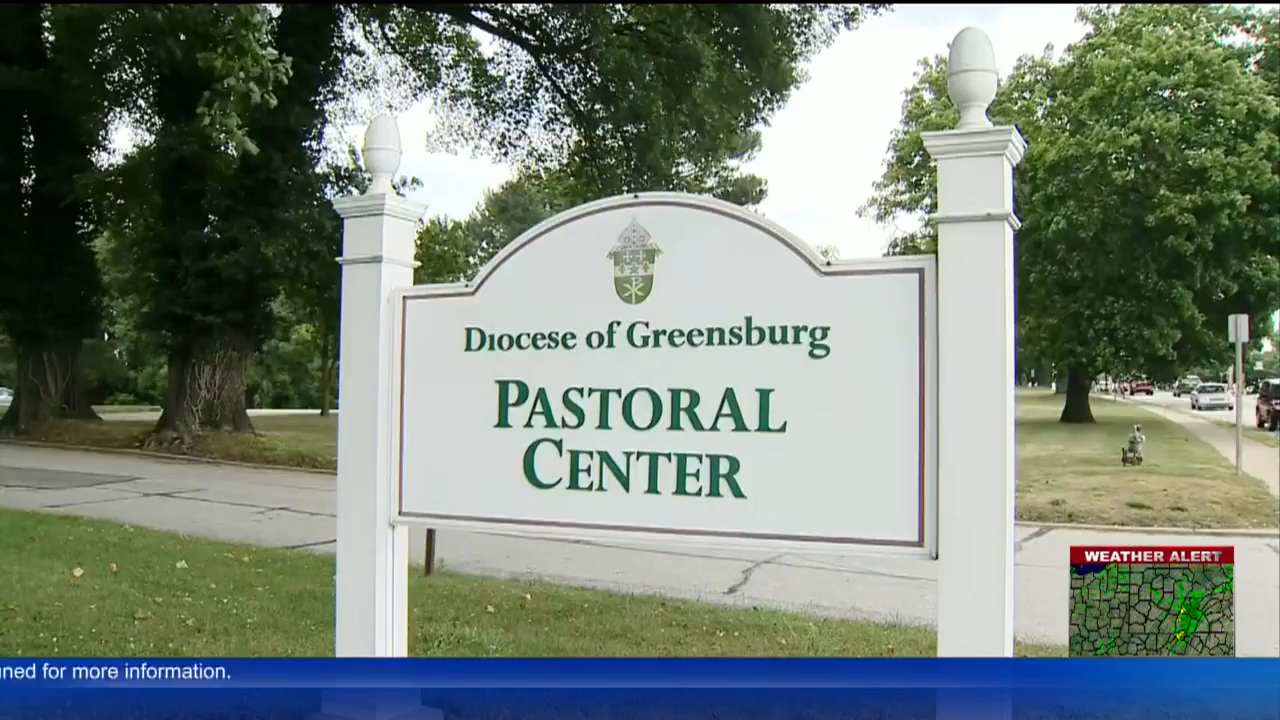 Diocese of Greensburg
PASTORAL
CENTER
WEATHER ALERT
ned for more information.